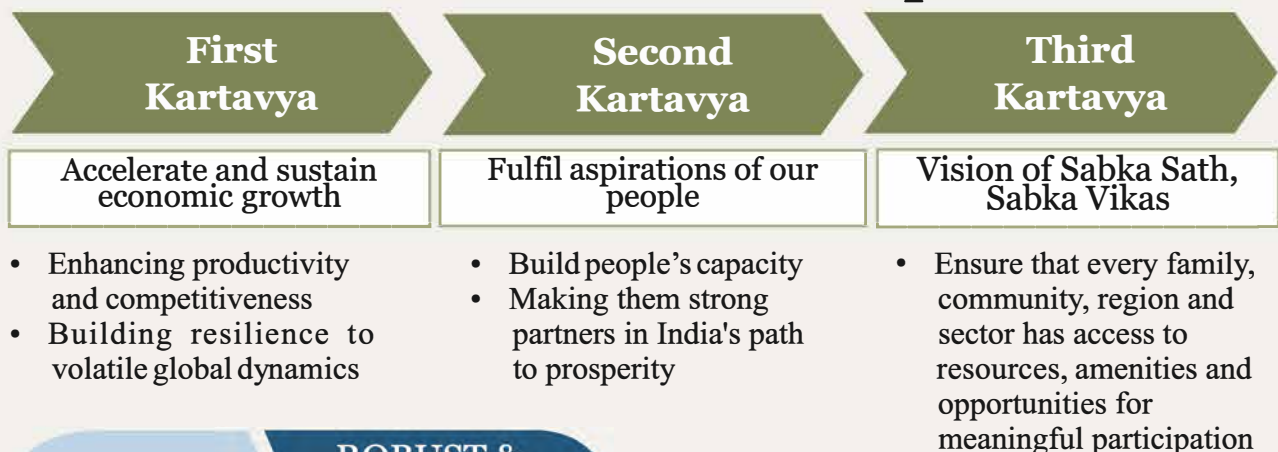 First
Kartavya
Accelerate and sustain
economic growth
• Enhancing productivity
and competitiveness
• Building resilience to
volatile global dynamics
Second
Kartavya
Fulfil aspirations of our
people
• Build people's capacity
• Making them strong
partners in India's path
to prosperity
Third
Kartavya
Vision of Sabka Sath,
Sabka Vikas
• Ensure that every family,
community, region and
sector has access to
resources, amenities and
opportunities for
meaningful participation
ROBUST &